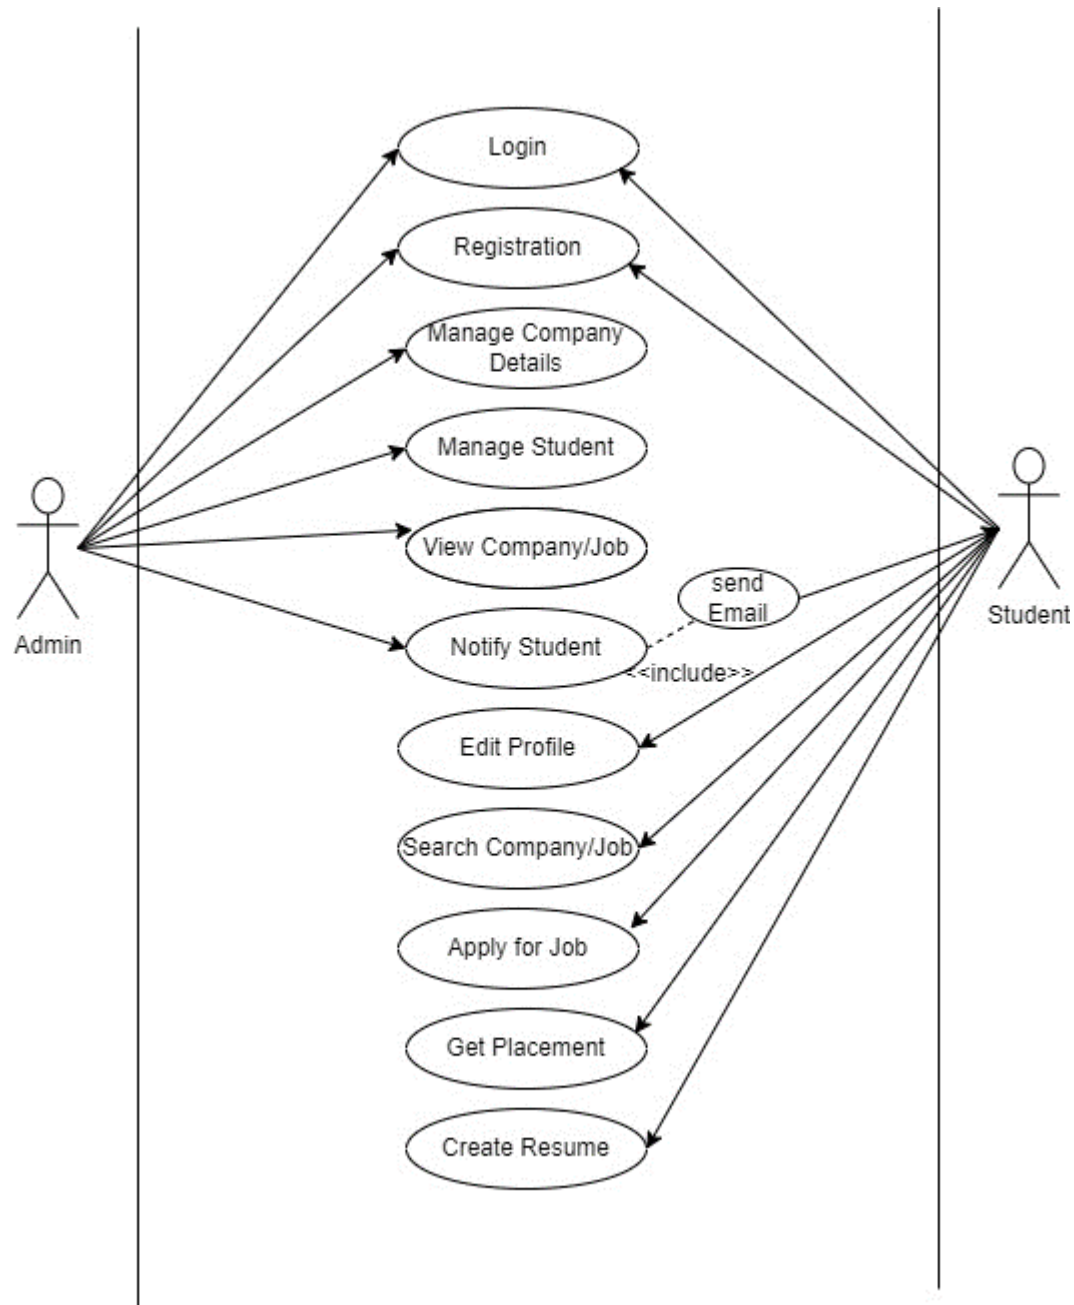 Login
Registration
Manage Company
Details
Manage Student
View Company/Job
send
Email
Student
Notify Student
Admin
<<include>>
Edit Profile
Search Company/Job
Apply for Job
Get Placement
Create Resume